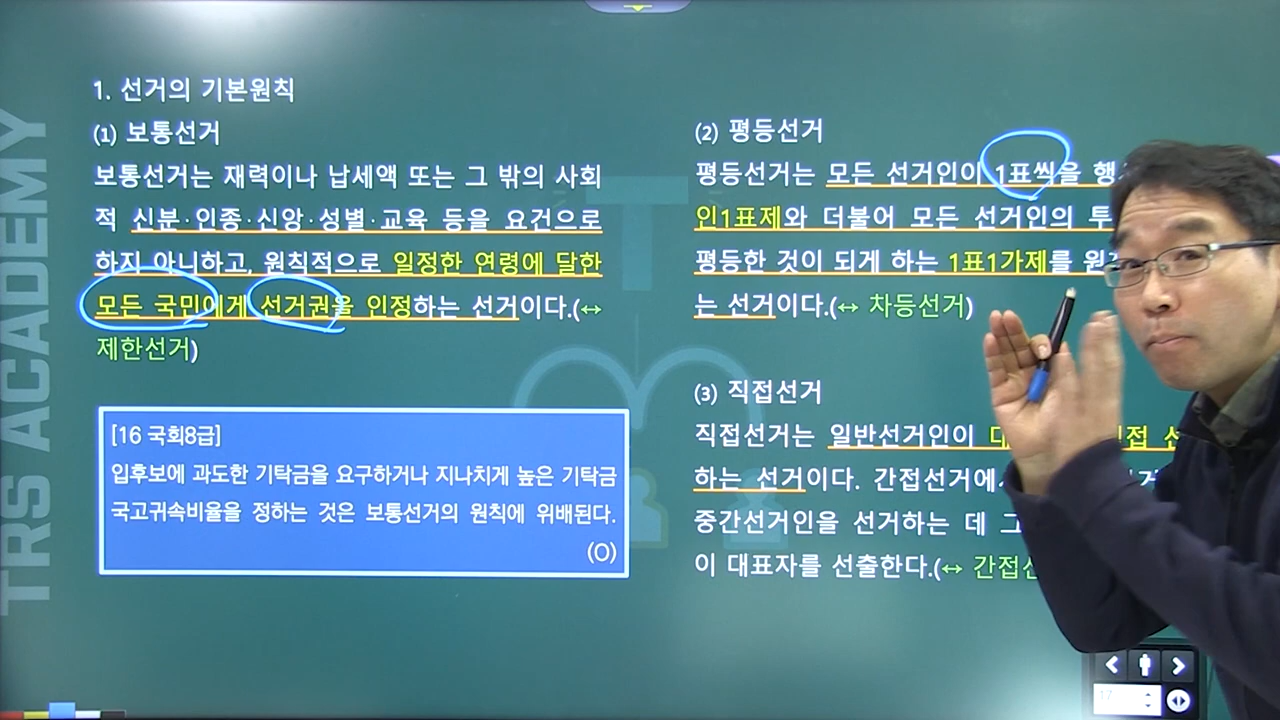 1. 선거의 기본원칙
(1) 보통선거
보통선거는 재력이나 납세액 또는 그 밖의 사회
적 신분·인종·신앙·성별·교육 등을 요건으로
하지 아니하고, 원칙적으로 일정한 연령에 달한
모든 국민에게 선거권을 인정하는 선거이다.(↔
제한선거)
[16 국회8급]
입후보에 과도한 기탁금을 요구하거나 지나치게 높은 기탁금
국고귀속비율을 정하는 것은 보통선거의 원칙에 위배된다.
(O)
(2) 평등선거
평등선거는 모든 선거인이 1표씩을 행
인1표제와 더불어 모든 선거인의 투
평등한 것이 되게 하는 1표1가제를 원
는 선거이다.(↔ 차등선거)
(3) 직접선거
직접선거는 일반선거인이 대 접 선
하는 선거이다. 간접선거에
중간선거인을 선거하는 데 그
이 대표자를 선출한다.(↔ 간접선
TRS ACADEMY
17